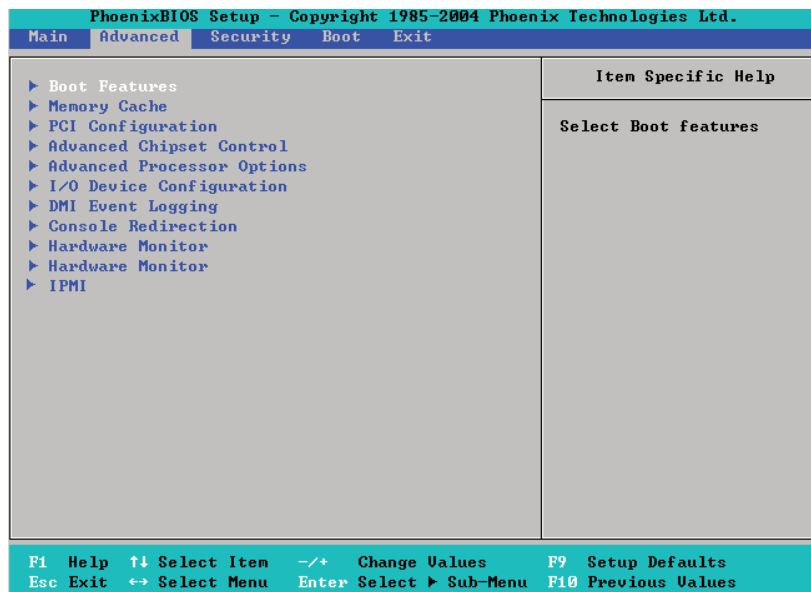 PhoenixBIOS Setup - Copyright 1985-2004 Phoenix Technologies Ltd.
Main Advanced Security Boot Exit
▶ Boot Features
▶ Memory Cache
▶ PCI Configuration
▶ Advanced Chipset Control
▶ Advanced Processor Options
▶ I/O Device Configuration
▶ DMI Event Logging
▶ Console Redirection
▶ Hardware Monitor
▶ Hardware Monitor
▶ IPMI
Item Specific Help
Select Boot features
F1 Help ↑↓ Select Item -/+ Change Values F9 Setup Defaults
Esc Exit ↔ Select Menu Enter Select ▶ Sub-Menu F10 Previous Values